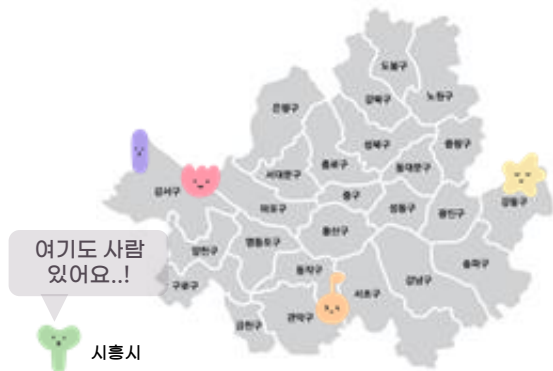 도봉구
강북구
노원구
은평구
성북구
중랑구
종로구
서대문구
동대문구
강서구
중구
마포구
성동구
광진구
강동구
용산구
양천구
영등포구
동작구
강남구
송파구
구로구
서초구
금천구
관악구
여기도 사람
있어요..!
시흥시